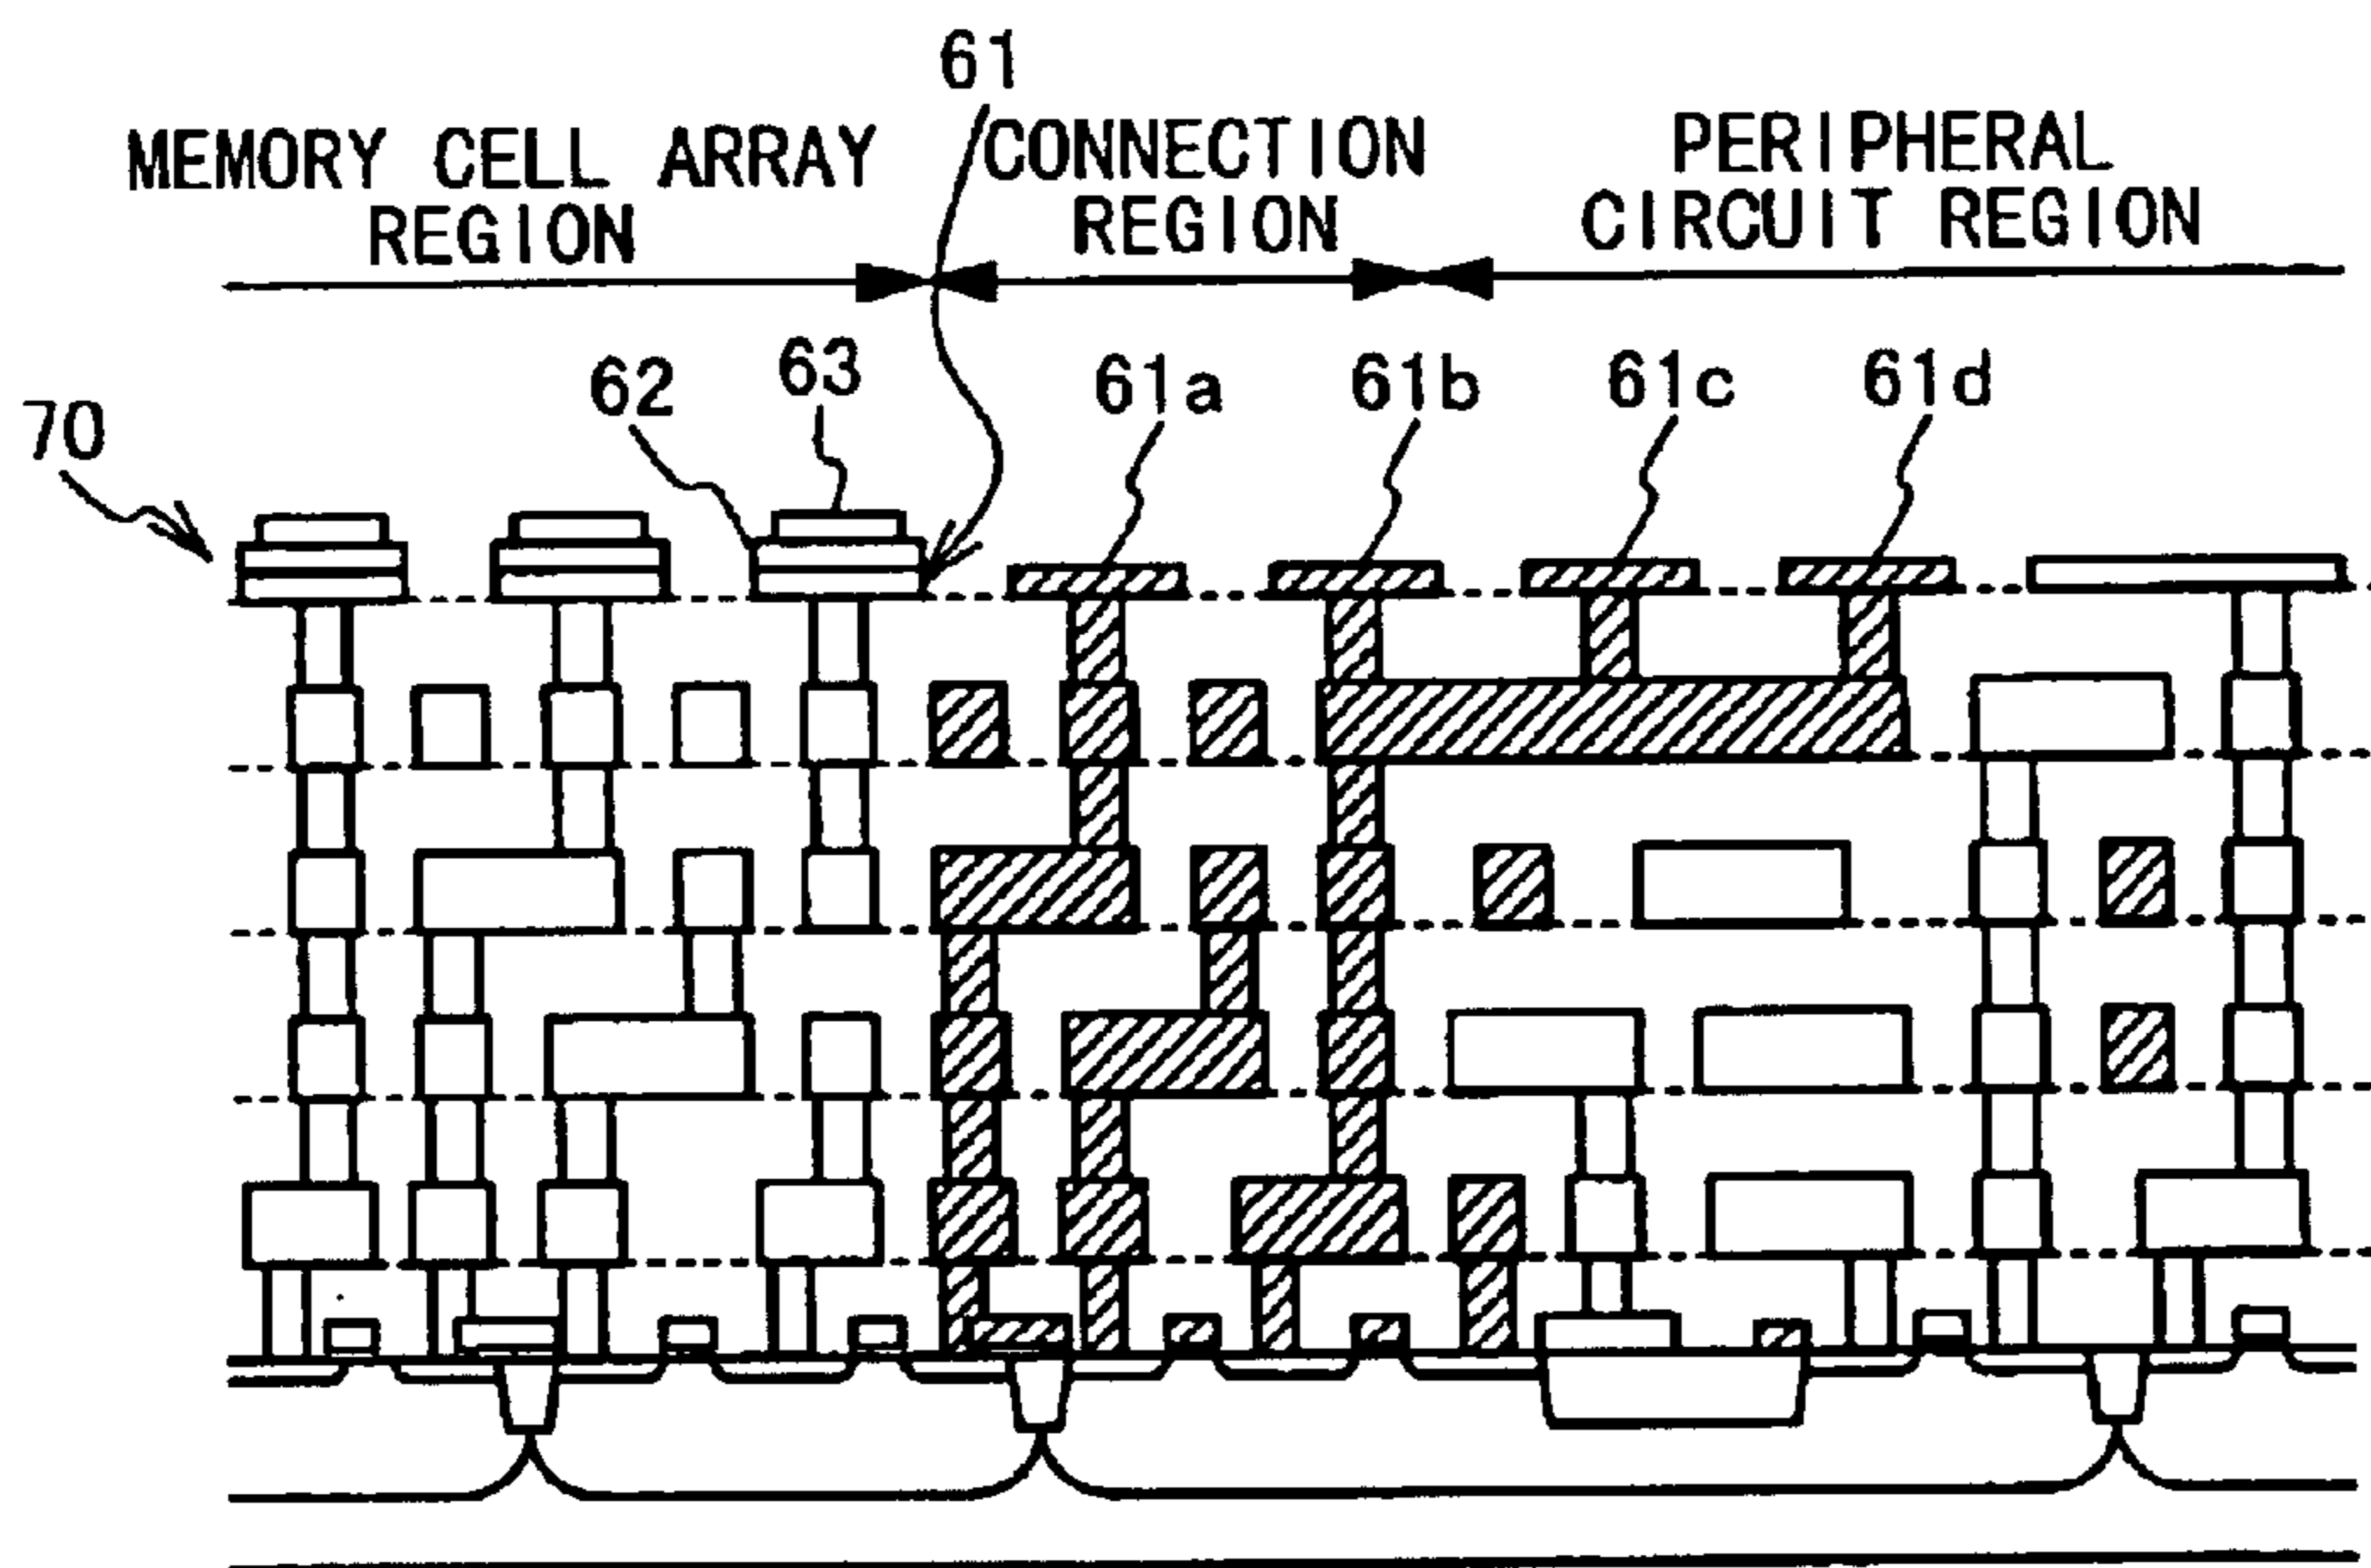 61
MEMORY CELL ARRAY
REGION
CONNECTION
REGION
PERIPHERAL
CIRCUIT REGION
70
62
63
61a
61b
61c
61d